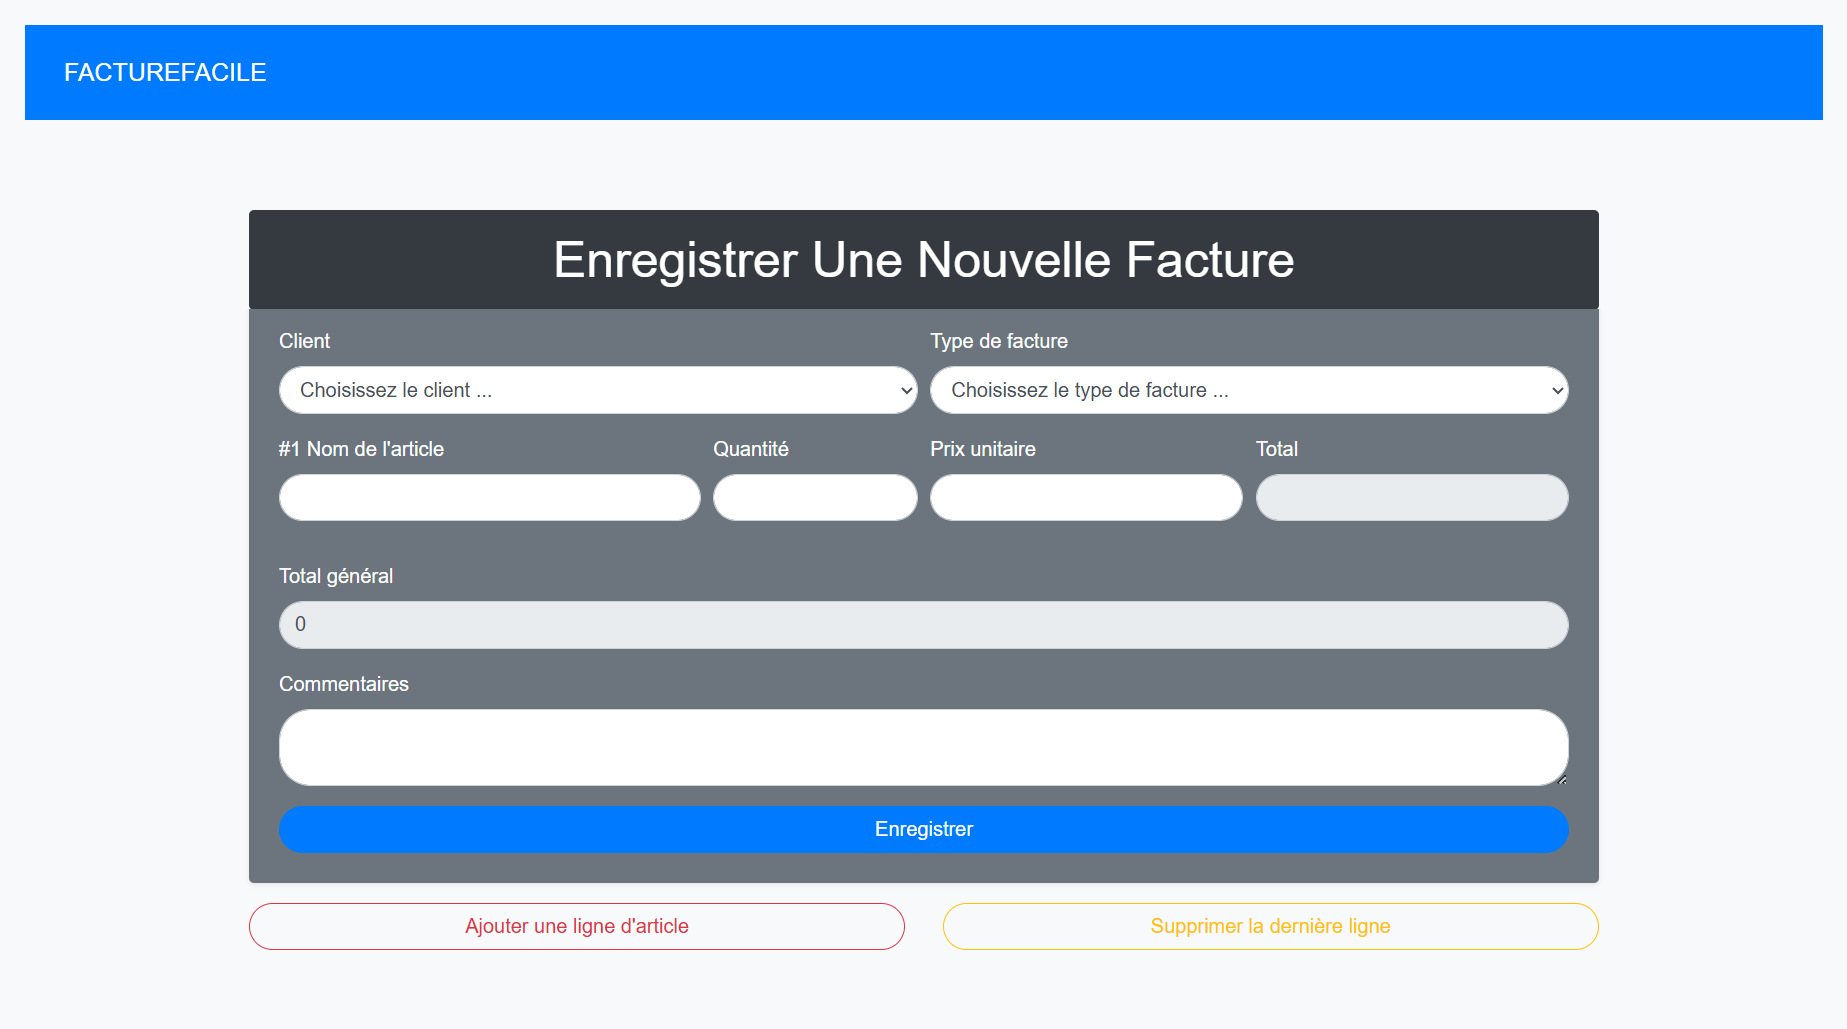 FACTUREFACILE
Enregistrer Une Nouvelle Facture
Client
Type de facture
Choisissez le client ...
Choisissez le type de facture ...
#1 Nom de l'article
Quantité
Prix unitaire
Total
Total général
0
Commentaires
Enregistrer
Ajouter une ligne d'article
Supprimer la dernière ligne